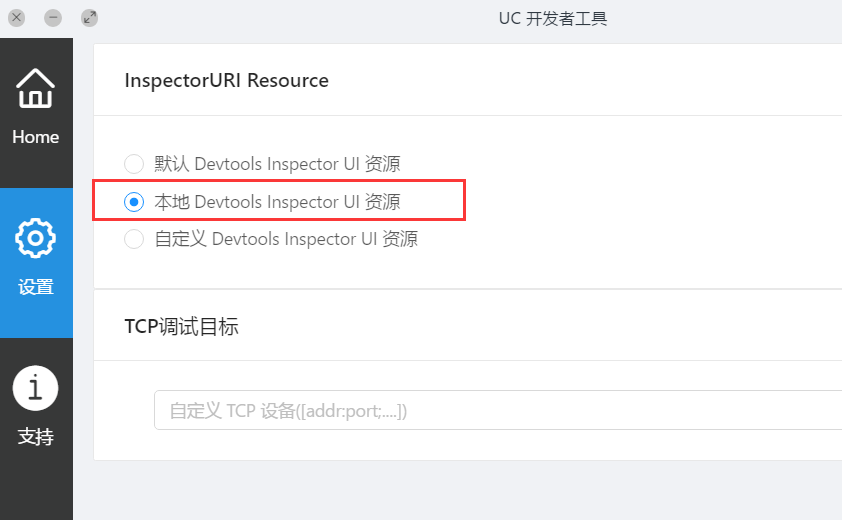 UC 开发者工具
Home
设置
支持
InspectorURI Resource
默认 Devtools Inspector UI 资源
本地 Devtools Inspector UI 资源
自定义 Devtools Inspector UI 资源
TCP调试目标
自定义 TCP 设备([addr:port;....])